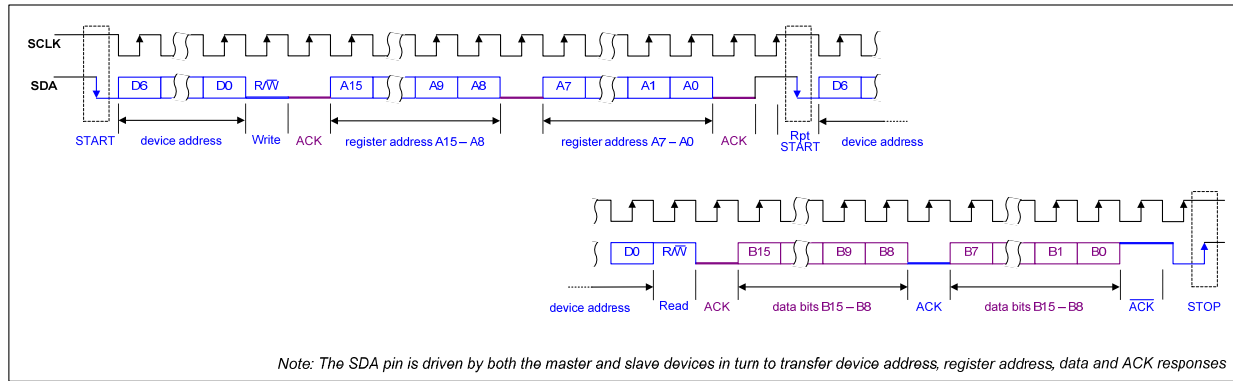 SCLK
SDA D6 D0 R/W̅ A15 A9 A8 A7 A1 A0 D6
START device address Write ACK register address A15 – A8 register address A7 – A0 ACK Rpt START device address
D0 R/W̅ B15 B9 B8 B7 B1 B0
device address Read ACK data bits B15 – B8 ACK data bits B15 – B8 A̅C̅K̅ STOP
Note: The SDA pin is driven by both the master and slave devices in turn to transfer device address, register address, data and ACK responses